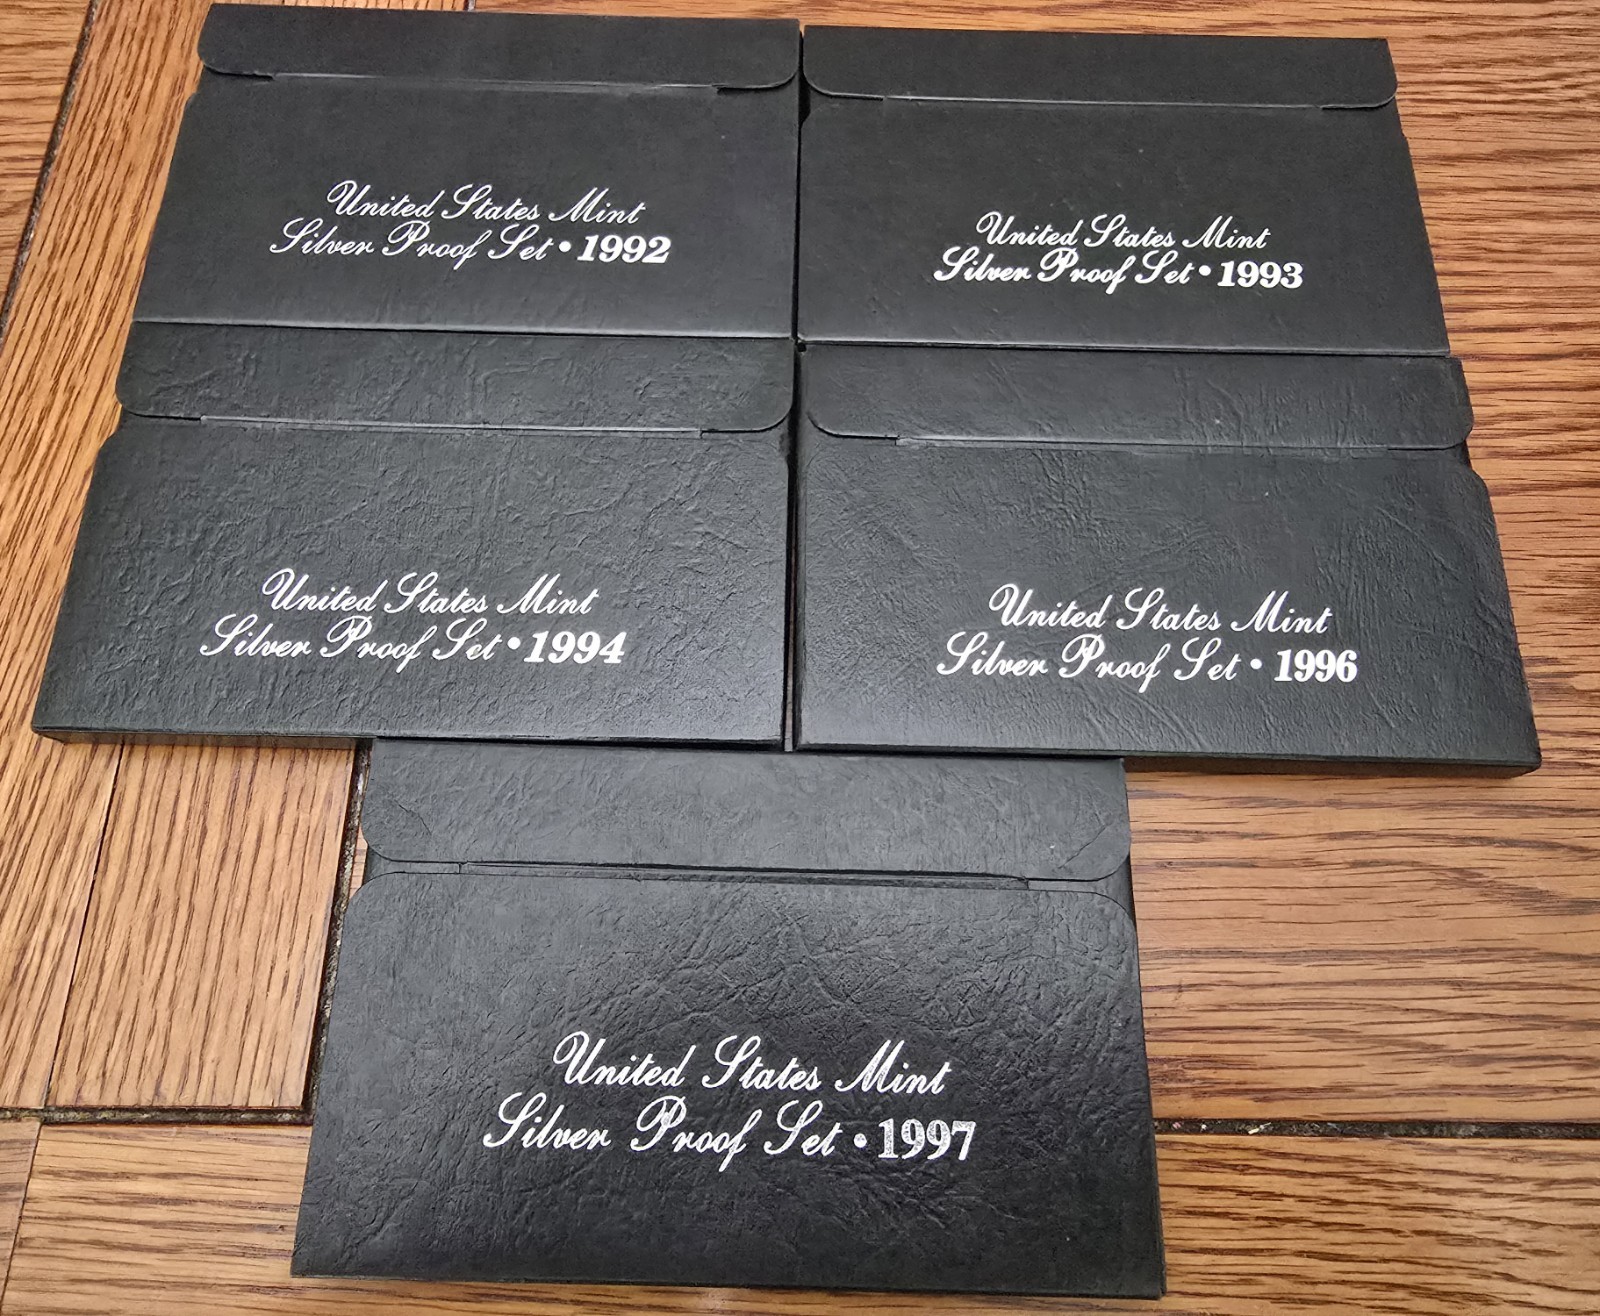 United States Mint
Silver Proof Set • 1992
United States Mint
Silver Proof Set • 1993
United States Mint
Silver Proof Set • 1994
United States Mint
Silver Proof Set • 1996
United States Mint
Silver Proof Set • 1997